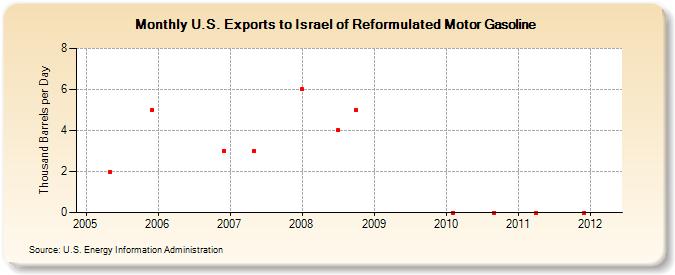 Monthly U.S. Exports to Israel of Reformulated Motor Gasoline
Thousand Barrels per Day
8
6
4
2
0
2005 2006 2007 2008 2009 2010 2011 2012
Source: U.S. Energy Information Administration